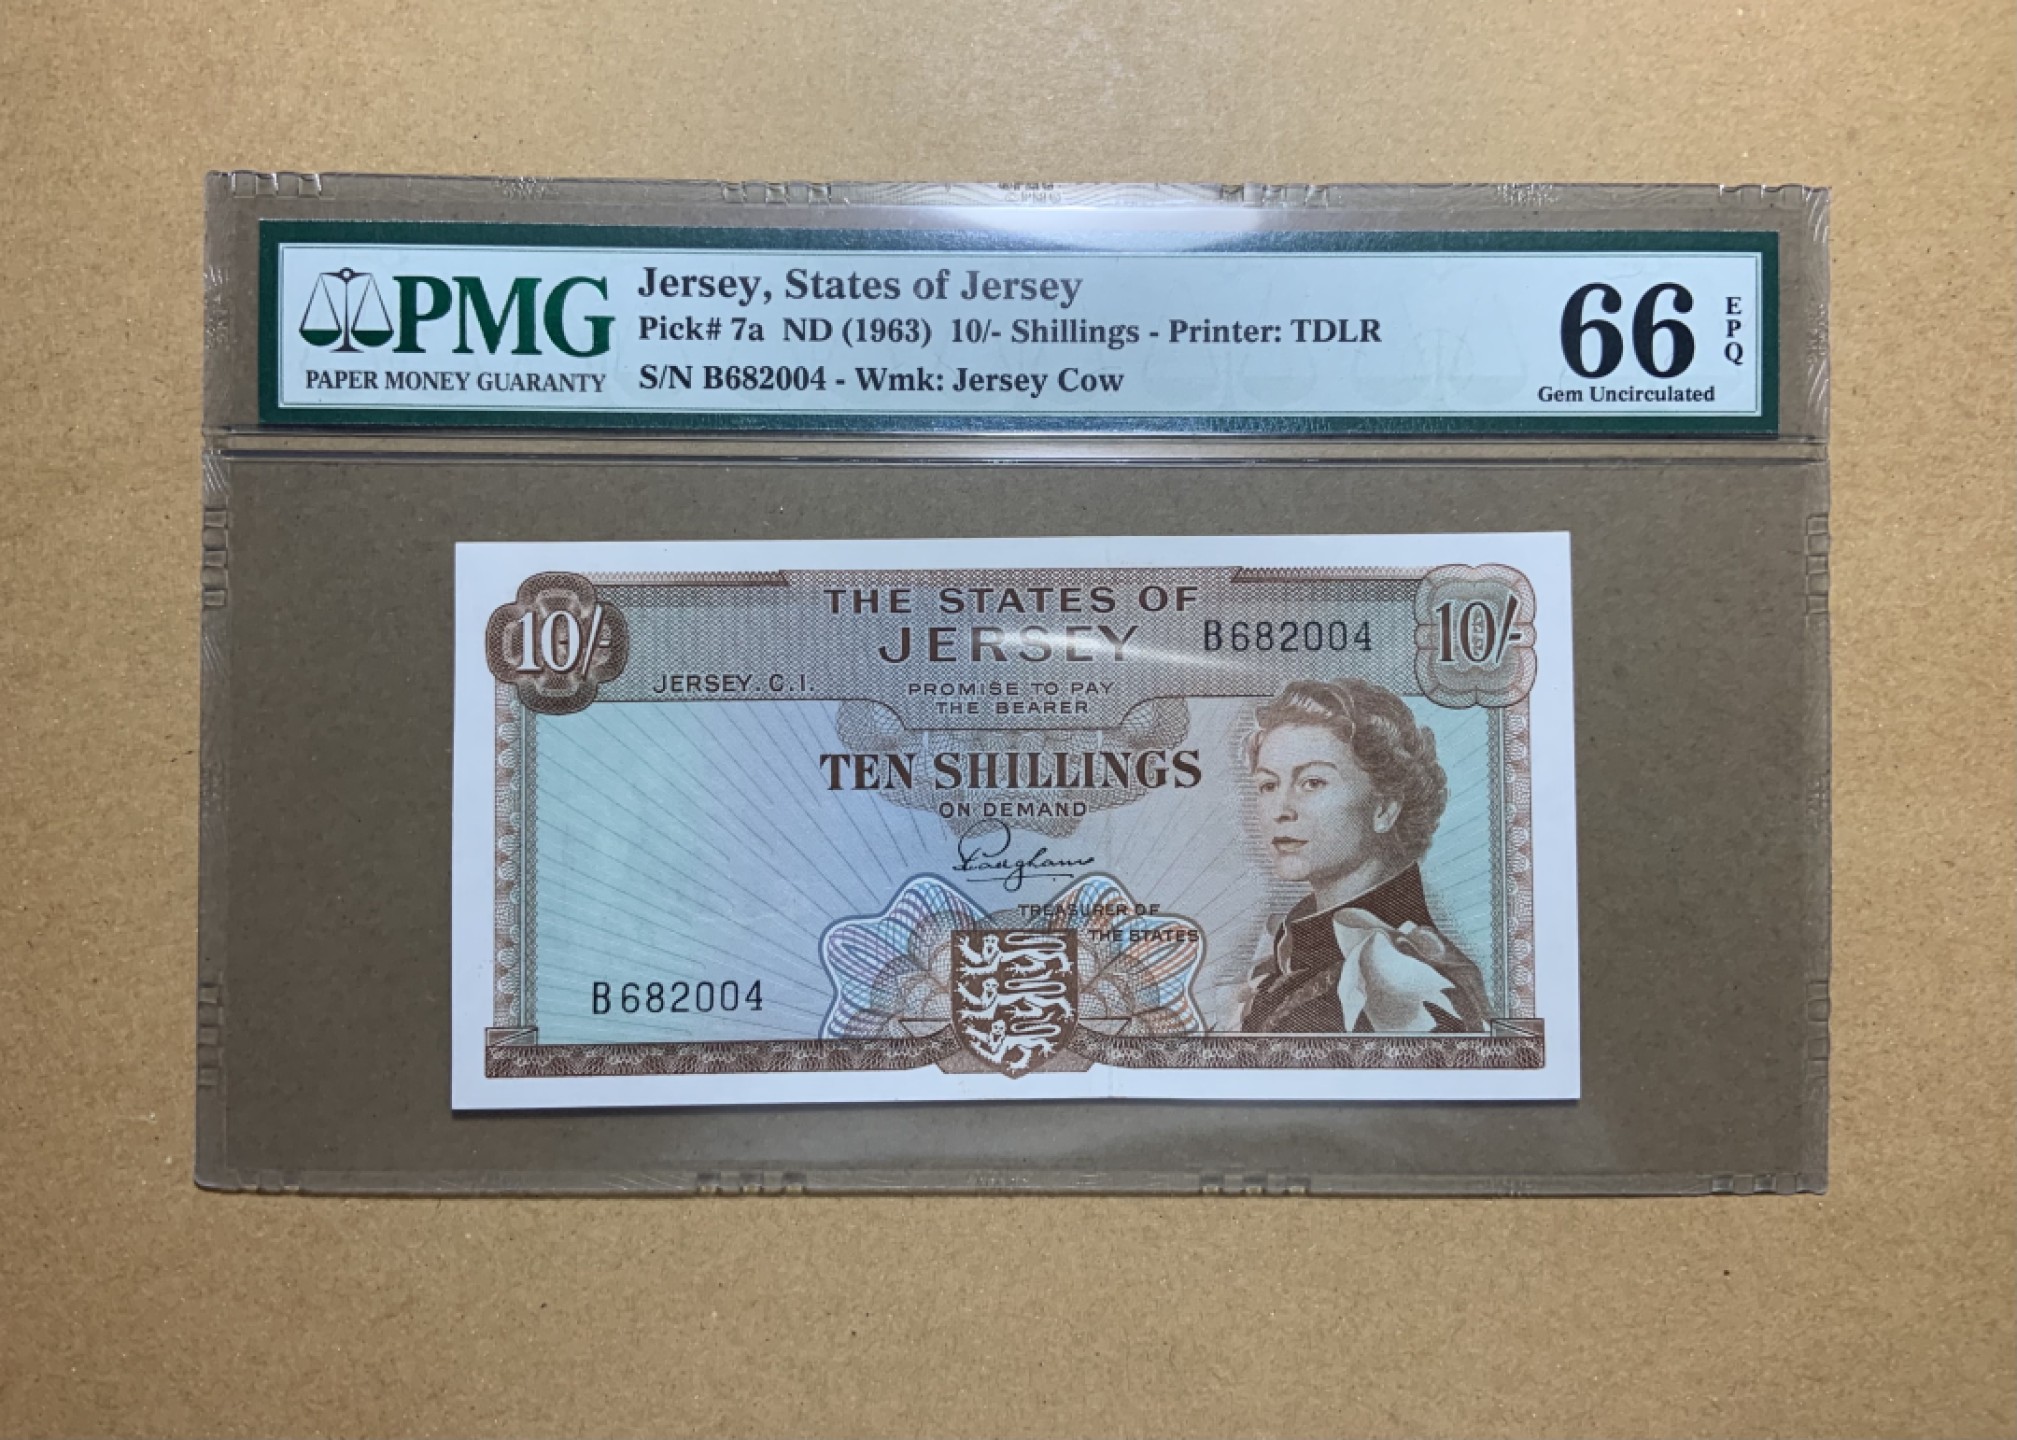 PMG
PAPER MONEY GUARANTY
Jersey, States of Jersey
Pick# 7a ND (1963) 10/- Shillings - Printer: TDLR
S/N B682004 - Wmk: Jersey Cow
66
EPQ
Gem Uncirculated
10/-
THE STATES OF
JERSEY
B682004
10/-
JERSEY. C.I.
PROMISE TO PAY
THE BEARER
TEN SHILLINGS
ON DEMAND
TREASURER OF
THE STATES
B682004